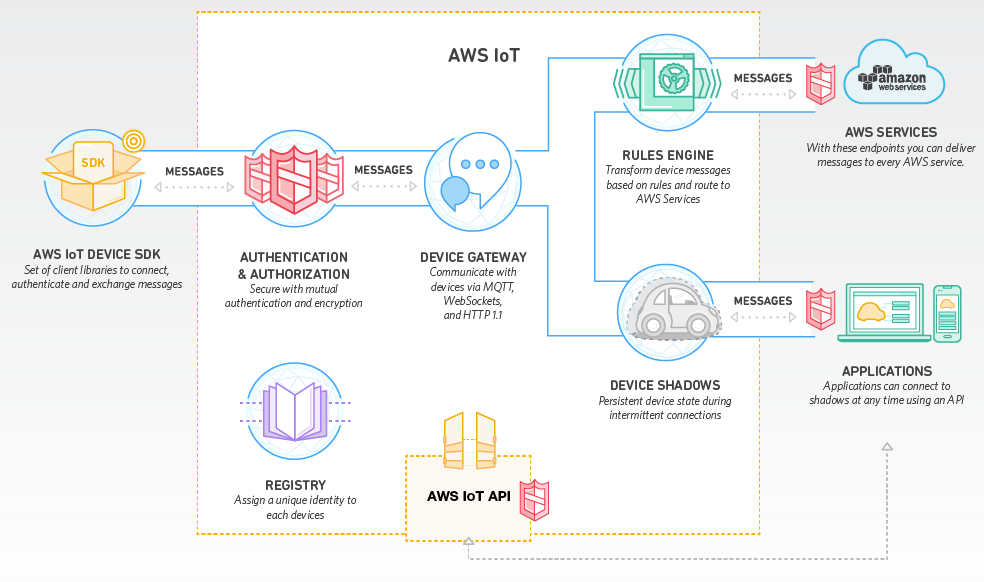 AWS IoT
SDK
MESSAGES
AWS IoT DEVICE SDK
Set of client libraries to connect,
authenticate and exchange messages
MESSAGES
AUTHENTICATION
& AUTHORIZATION
Secure with mutual
authentication and encryption
DEVICE GATEWAY
Communicate with
devices via MQTT,
WebSockets,
and HTTP 1.1
RULES ENGINE
Transform device messages
based on rules and route to
AWS Services
MESSAGES
amazon
web services
AWS SERVICES
With these endpoints you can deliver
messages to every AWS service.
DEVICE SHADOWS
Persistent device state during
intermittent connections
MESSAGES
APPLICATIONS
Applications can connect to
shadows at any time using an API
REGISTRY
Assign a unique identity to
each devices
AWS IoT API